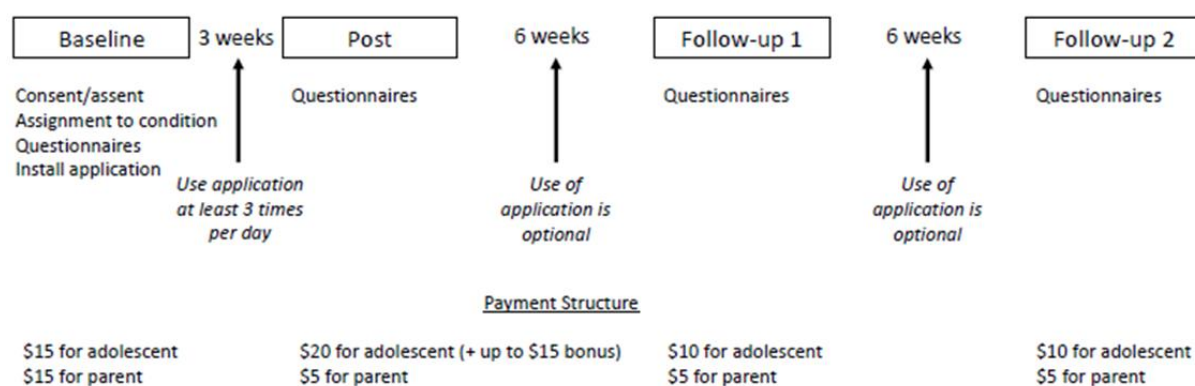 Baseline
3 weeks
Post
6 weeks
Follow-up 1
6 weeks
Follow-up 2
Consent/assent
Assignment to condition
Questionnaires
Install application
Questionnaires
Questionnaires
Questionnaires
Use application
at least 3 times
per day
Use of
application is
optional
Use of
application is
optional
Payment Structure
$15 for adolescent
$15 for parent
$20 for adolescent (+ up to $15 bonus)
$5 for parent
$10 for adolescent
$5 for parent
$10 for adolescent
$5 for parent